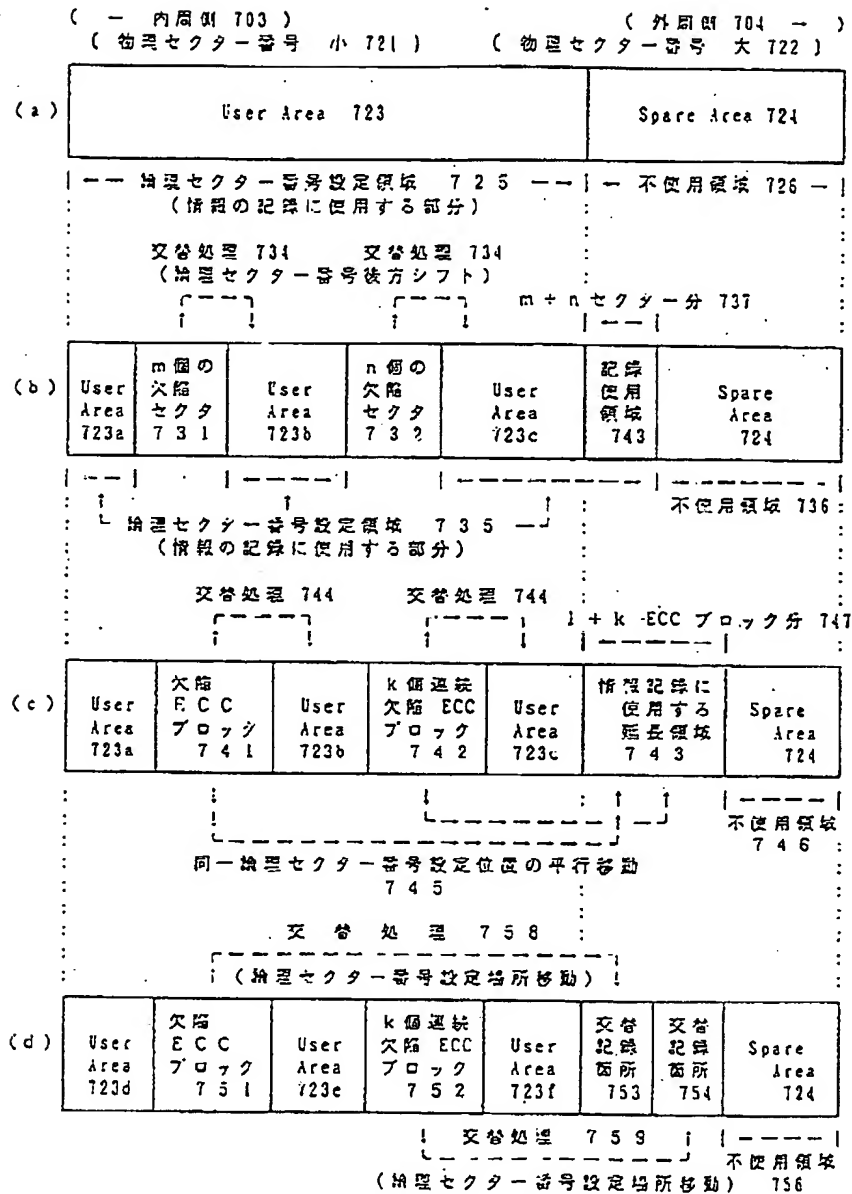 ( ← 内周側 703 ) ( 外周側 704 → )
( 物理セクター番号 小 721 ) ( 物理セクター番号 大 722 )
(a) User Area 723 Spare Area 724
|←— 論理セクター番号設定領域 725 —→|← 不使用領域 726 →|
(情報の記録に使用する部分)
交替処理 734 交替処理 734
(論理セクター番号後方シフト)
m+nセクター分 737
(b) User Area 723a m個の欠陥セクタ 731 User Area 723b n個の欠陥セクタ 732 User Area 723c 記録使用領域 743 Spare Area 724
不使用領域 736
論理セクター番号設定領域 735
(情報の記録に使用する部分)
交替処理 744 交替処理 744
1+k ECCブロック分 747
(c) User Area 723a 欠陥ECCブロック 741 User Area 723b k個連続欠陥ECCブロック 742 User Area 723c 情報記録に使用する延長領域 743 Spare Area 724
不使用領域 746
同一論理セクター番号設定位置の平行移動
745
交替処理 758
(論理セクター番号設定場所移動)
(d) User Area 723d 欠陥ECCブロック 751 User Area 723e k個連続欠陥ECCブロック 752 User Area 723f 交替記録箇所 753 交替記録箇所 754 Spare Area 724
交替処理 759
不使用領域
(論理セクター番号設定場所移動) 756